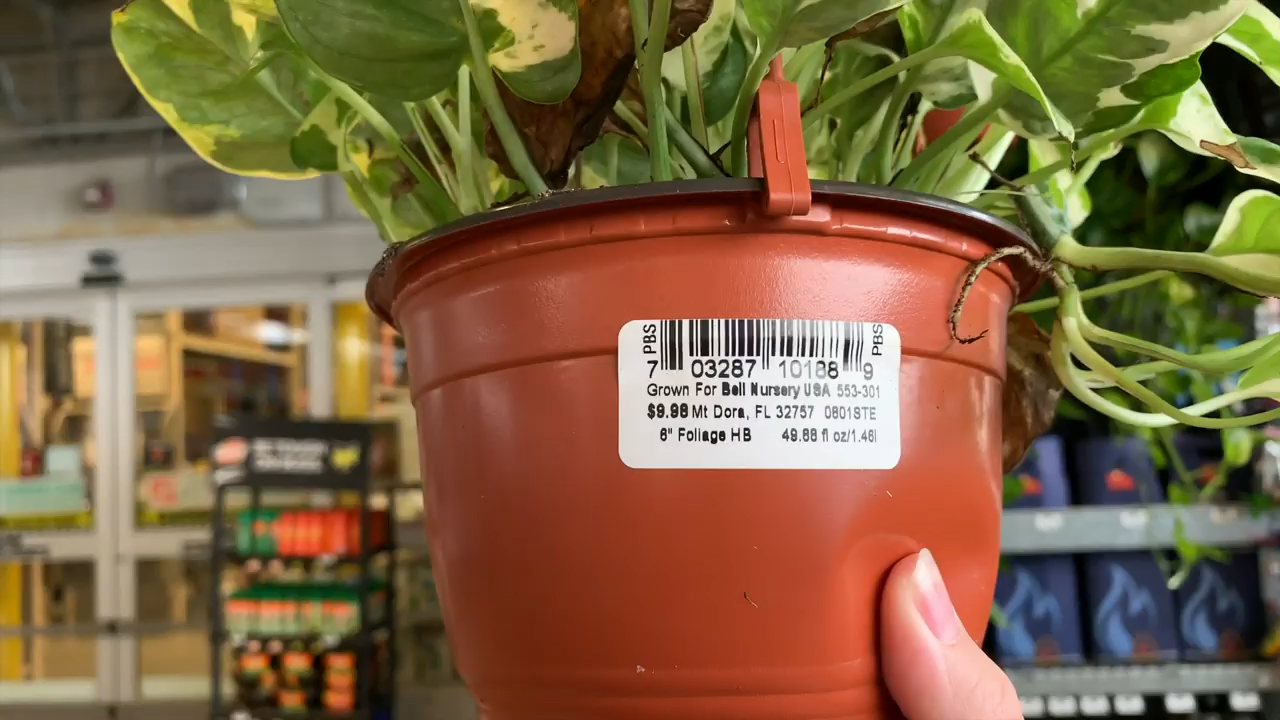 PBS
PBS
7 03287 10188 9
Grown For Bell Nursery USA 553-301
$9.98 Mt Dora, FL 32757 0801STE
6" Foliage HB 49.68 fl oz/1.46l